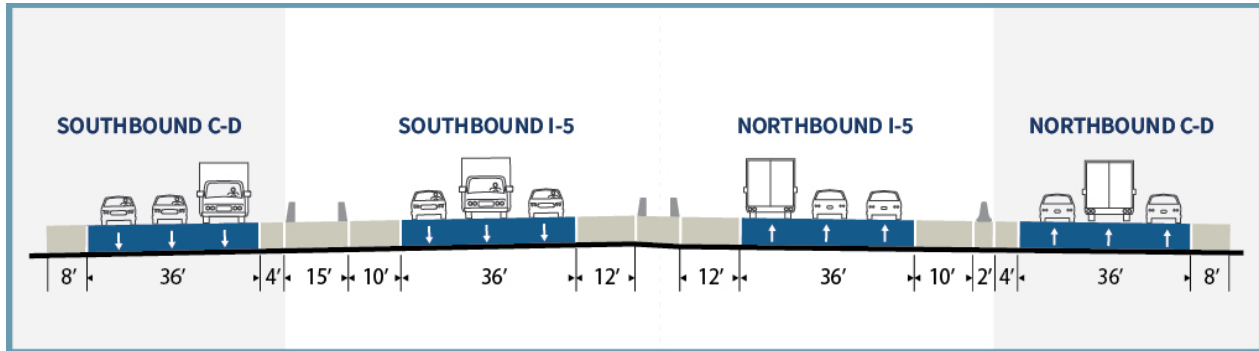 SOUTHBOUND C-D
SOUTHBOUND I-5
NORTHBOUND I-5
NORTHBOUND C-D
8′ 36′ 4′ 15′ 10′ 36′ 12′ 12′ 36′ 10′ 2′ 4′ 36′ 8′